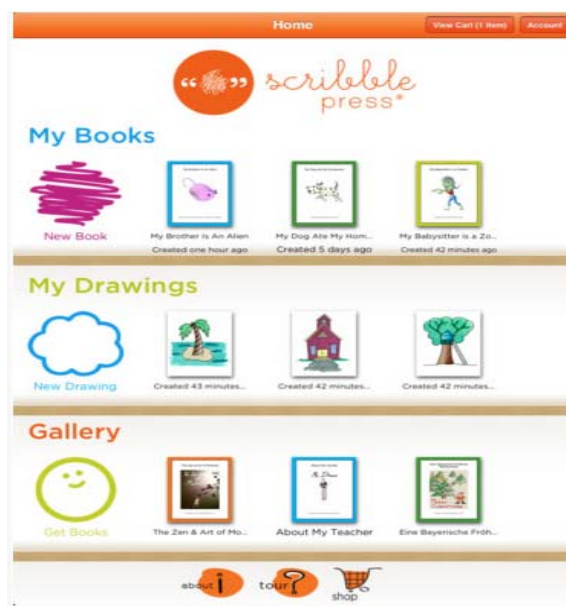 Home
View Cart (1 item)
Account
scribble
press®
My Books
New Book
My Brother Is An Alien
Created one hour ago
My Dog Ate My Hom...
Created 5 days ago
My Babysitter is a Zo...
Created 42 minutes ago
My Drawings
New Drawing
Created 43 minutes...
Created 42 minutes...
Created 42 minutes...
Gallery
Get Books
The Zen & Art of Mo...
About My Teacher
Eine Bayerische Fröh...
about i
tour?
shop